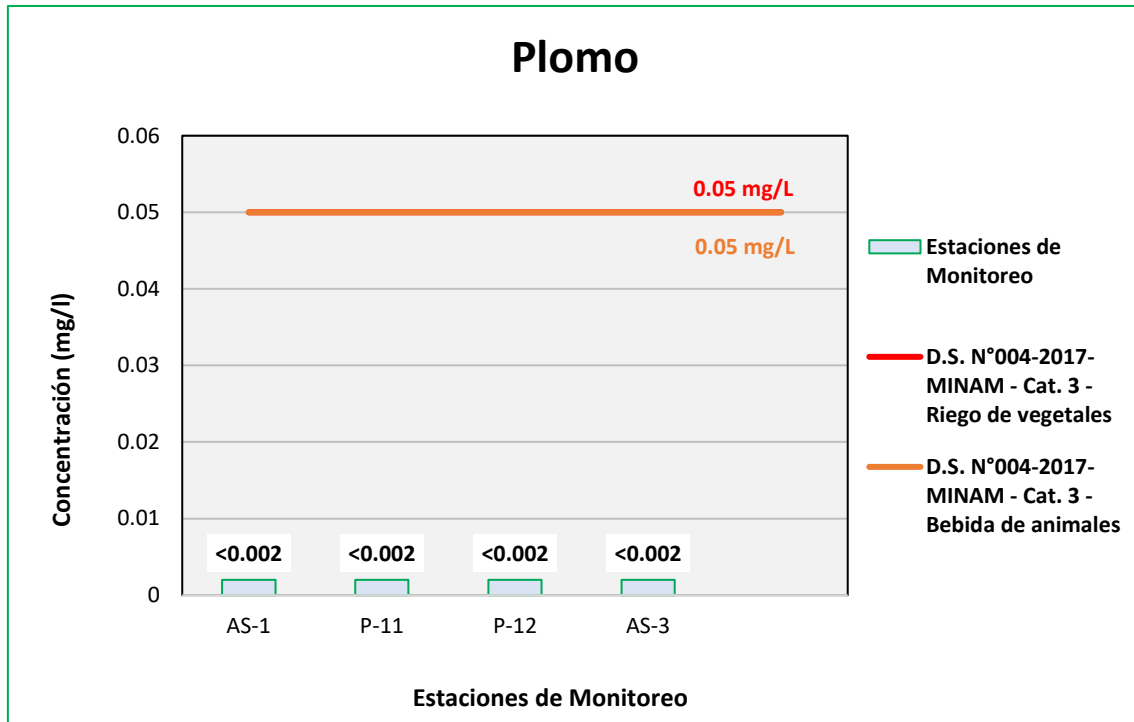 Plomo
Concentración (mg/l)
0.06
0.05
0.04
0.03
0.02
0.01
0
0.05 mg/L
0.05 mg/L
<0.002
<0.002
<0.002
<0.002
AS-1
P-11
P-12
AS-3
Estaciones de Monitoreo
Estaciones de
Monitoreo
D.S. N°004-2017-
MINAM - Cat. 3 -
Riego de vegetales
D.S. N°004-2017-
MINAM - Cat. 3 -
Bebida de animales